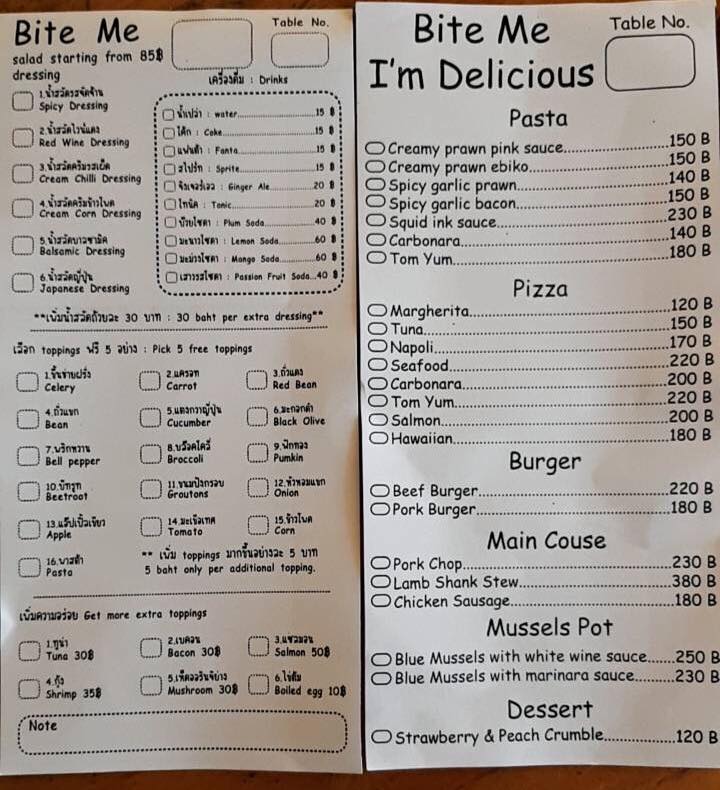 Bite Me
Table No.
salad starting from 85฿
dressing
เครื่องดื่ม : Drinks
1.น้ำสลัดรสจัดจ้าน
Spicy Dressing
2.น้ำสลัดไวน์แดง
Red Wine Dressing
3.น้ำสลัดครีมรสเผ็ด
Cream Chilli Dressing
4.น้ำสลัดครีมข้าวโพด
Cream Corn Dressing
5.น้ำสลัดบาซามิค
Balsamic Dressing
6.น้ำสลัดญี่ปุ่น
Japanese Dressing
น้ำเปล่า : water...15 ฿
โค้ก : Coke...15 ฿
แฟนต้า : Fanta...15 ฿
สไปร์ท : Sprite...15 ฿
จินเจอร์เอล : Ginger Ale...20 ฿
โทนิค : Tonic...20 ฿
บ๊วยโซดา : Plum Soda...40 ฿
มะนาวโซดา : Lemon Soda...60 ฿
มะม่วงโซดา : Mango Soda...60 ฿
เสาวรสโซดา : Passion Fruit Soda...40 ฿
**เพิ่มน้ำสลัดถ้วยละ 30 บาท : 30 baht per extra dressing**
เลือก toppings ฟรี 5 อย่าง : Pick 5 free toppings
1.ขึ้นช่ายฝรั่ง
Celery
2.แครอท
Carrot
3.ถั่วแดง
Red Bean
4.ถั่วแขก
Bean
5.แตงกวาญี่ปุ่น
Cucumber
6.มะกอกดำ
Black Olive
7.พริกหวาน
Bell pepper
8.บล็อคโคลี่
Broccoli
9.ฟักทอง
Pumkin
10.บีทรูท
Beetroot
11.ขนมปังกรอบ
Groutons
12.หัวหอมแขก
Onion
13.แอ๊ปเปิ้ลเขียว
Apple
14.มะเขือเทศ
Tomato
15.ข้าวโพด
Corn
16.พาสต้า
Pasta
** เพิ่ม toppings มากขึ้นอย่างละ 5 บาท
5 baht only per additional topping.
เพิ่มความอร่อย Get more extra toppings
1.ทูน่า
Tuna 30฿
2.เบคอน
Bacon 30฿
3.แซลมอน
Salmon 50฿
4.กุ้ง
Shrimp 35฿
5.เห็ดออรินจิย่าง
Mushroom 30฿
6.ไข่ต้ม
Boiled egg 10฿
Note
Bite Me
Table No.
I'm Delicious
Pasta
Creamy prawn pink sauce...150 B
Creamy prawn ebiko...150 B
Spicy garlic prawn...140 B
Spicy garlic bacon...150 B
Squid ink sauce...230 B
Carbonara...140 B
Tom Yum...180 B
Pizza
Margherita...120 B
Tuna...150 B
Napoli...170 B
Seafood...220 B
Carbonara...200 B
Tom Yum...220 B
Salmon...200 B
Hawaiian...180 B
Burger
Beef Burger...220 B
Pork Burger...180 B
Main Couse
Pork Chop...230 B
Lamb Shank Stew...380 B
Chicken Sausage...180 B
Mussels Pot
Blue Mussels with white wine sauce...250 B
Blue Mussels with marinara sauce...230 B
Dessert
Strawberry & Peach Crumble...120 B